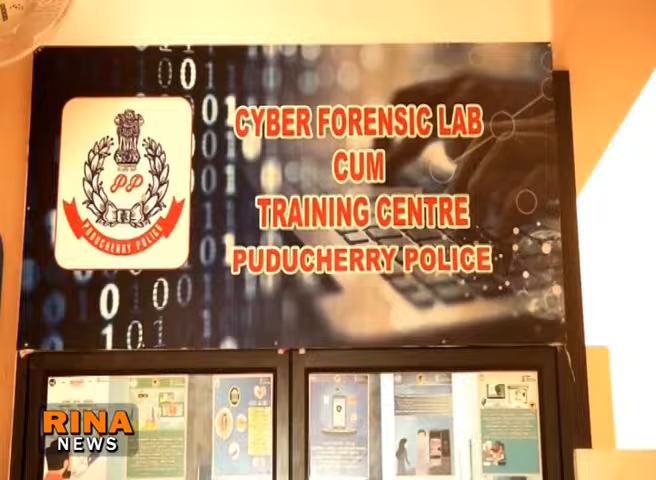 CYBER FORENSIC LAB
CUM
TRAINING CENTRE
PUDUCHERRY POLICE
PP
PUDUCHERRY POLICE
RINA
NEWS